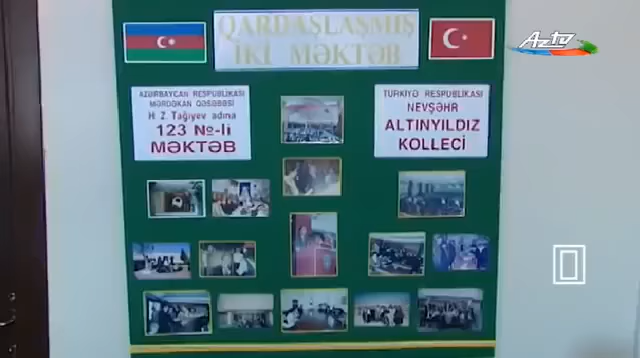 QARDAŞLAŞMIŞ
İKİ MƏKTƏB
AzTV
AZƏRBAYCAN RESPUBLİKASI
MƏRDƏKAN QƏSƏBƏSİ
H. Z. Tağıyev adına
123 №-li
MƏKTƏB
TÜRKİYƏ RESPUBLİKASI
NEVŞƏHR
ALTINYILDIZ
KOLLECİ